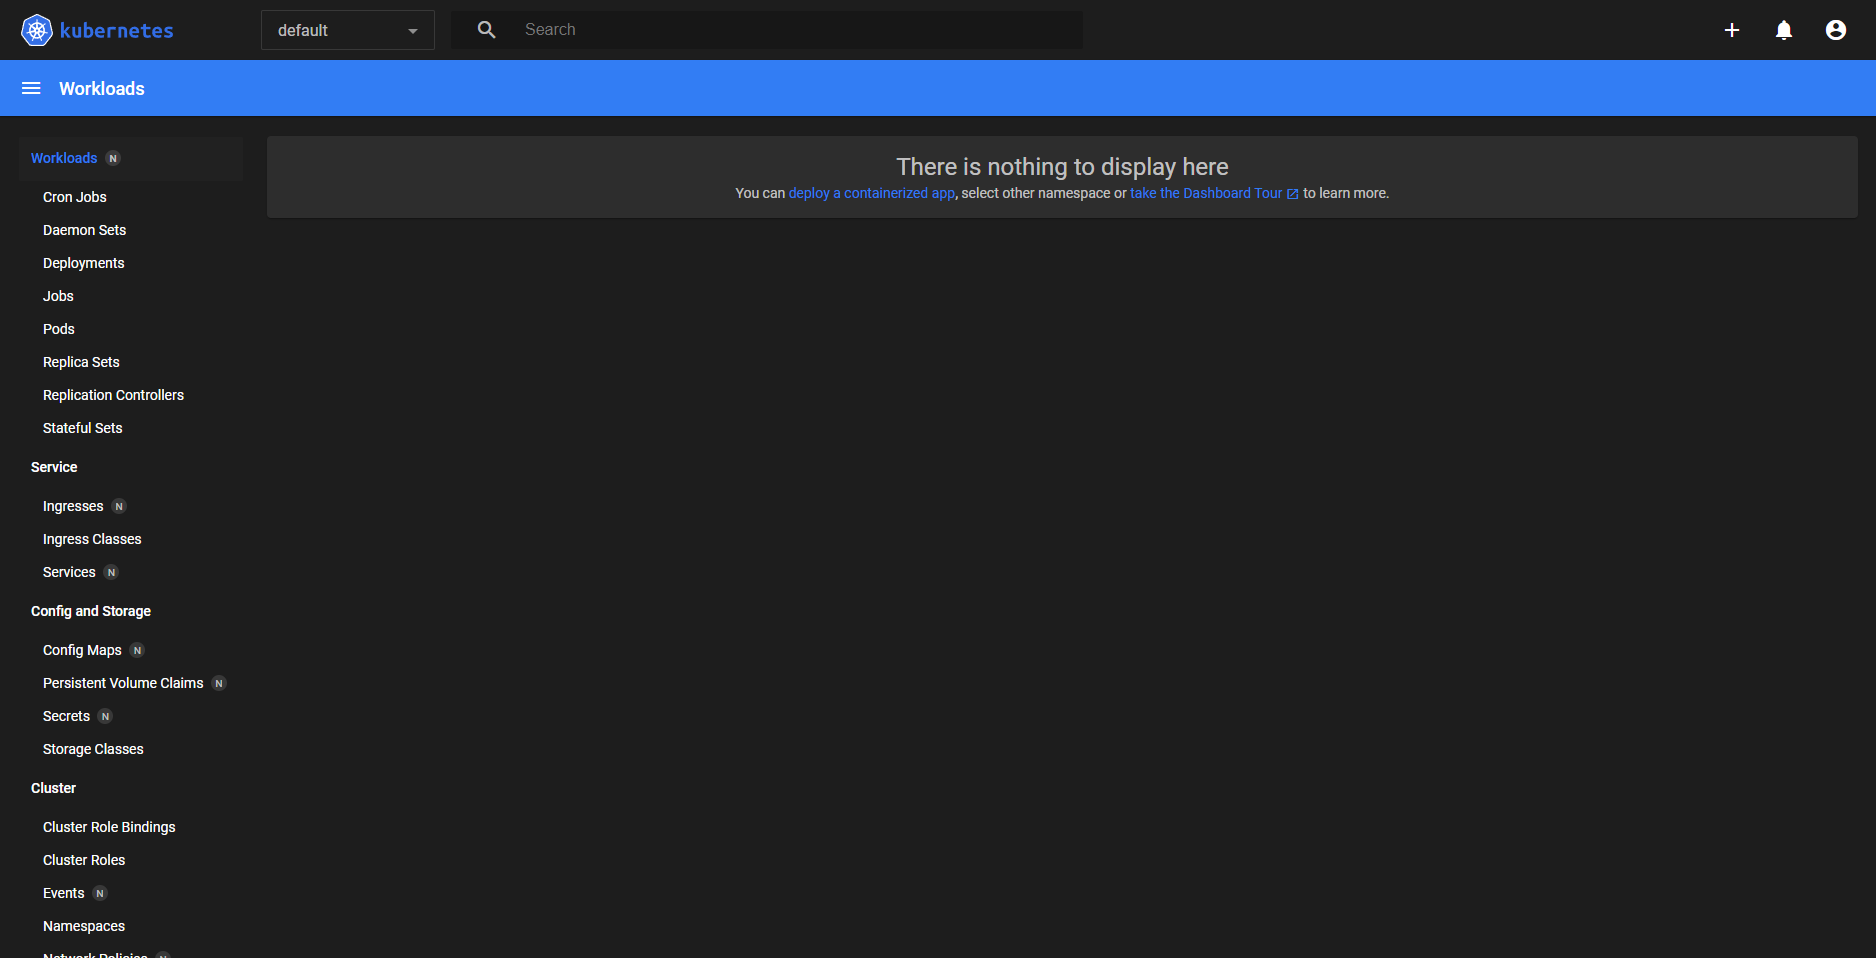 kubernetes
default
Search
Workloads
Workloads N
Cron Jobs
Daemon Sets
Deployments
Jobs
Pods
Replica Sets
Replication Controllers
Stateful Sets
Service
Ingresses N
Ingress Classes
Services N
Config and Storage
Config Maps N
Persistent Volume Claims N
Secrets N
Storage Classes
Cluster
Cluster Role Bindings
Cluster Roles
Events N
Namespaces
Network Policies N
There is nothing to display here
You can deploy a containerized app, select other namespace or take the Dashboard Tour to learn more.